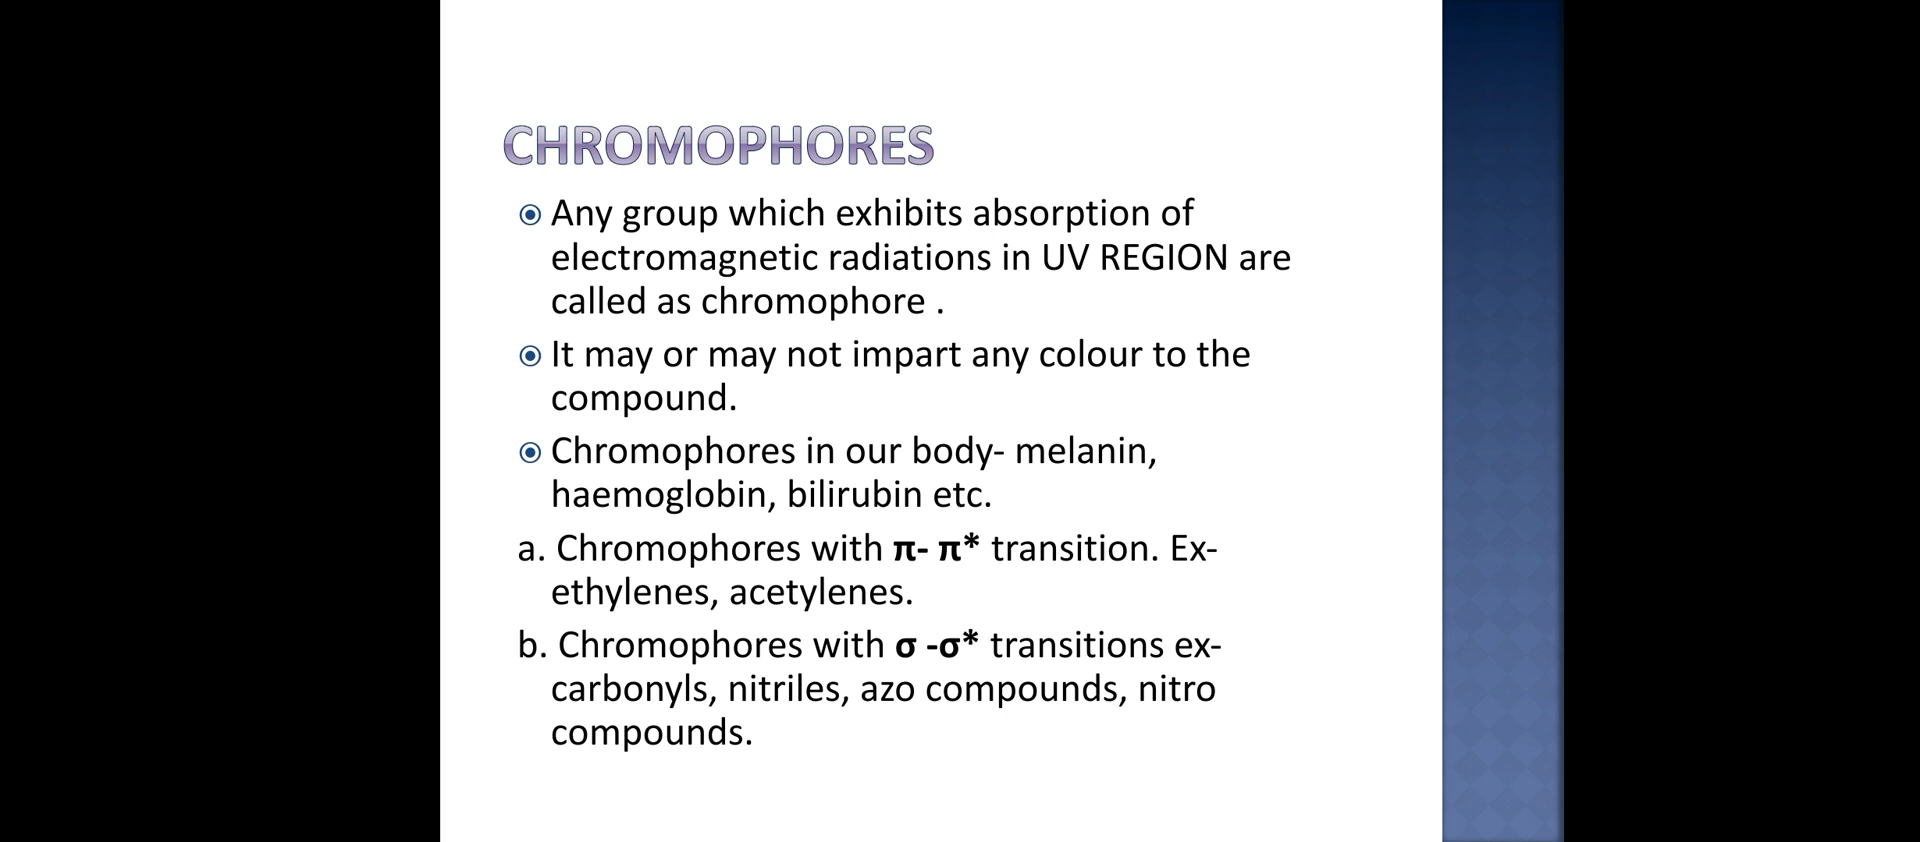 CHROMOPHORES
Any group which exhibits absorption of
electromagnetic radiations in UV REGION are
called as chromophore .
It may or may not impart any colour to the
compound.
Chromophores in our body- melanin,
haemoglobin, bilirubin etc.
a. Chromophores with π- π* transition. Ex-
ethylenes, acetylenes.
b. Chromophores with σ -σ* transitions ex-
carbonyls, nitriles, azo compounds, nitro
compounds.